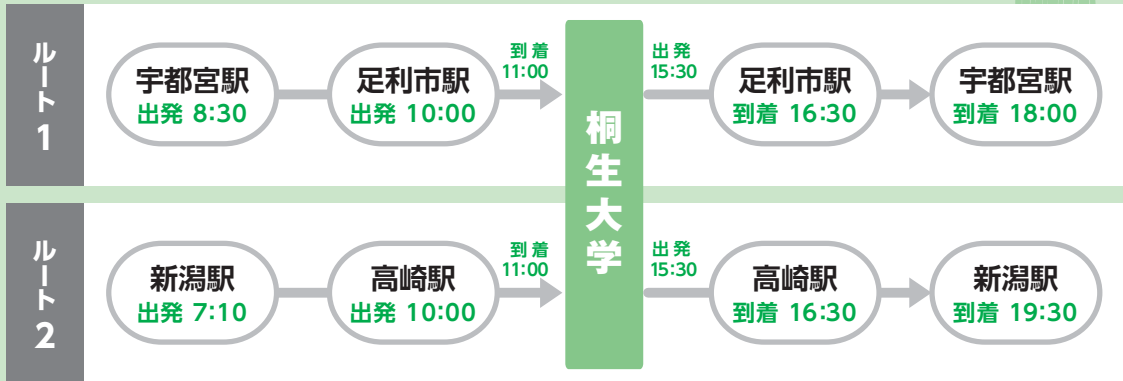 ルート1
宇都宮駅
出発 8:30
足利市駅
出発 10:00
到着
11:00
桐生大学
出発
15:30
足利市駅
到着 16:30
宇都宮駅
到着 18:00
ルート2
新潟駅
出発 7:10
高崎駅
出発 10:00
到着
11:00
出発
15:30
高崎駅
到着 16:30
新潟駅
到着 19:30